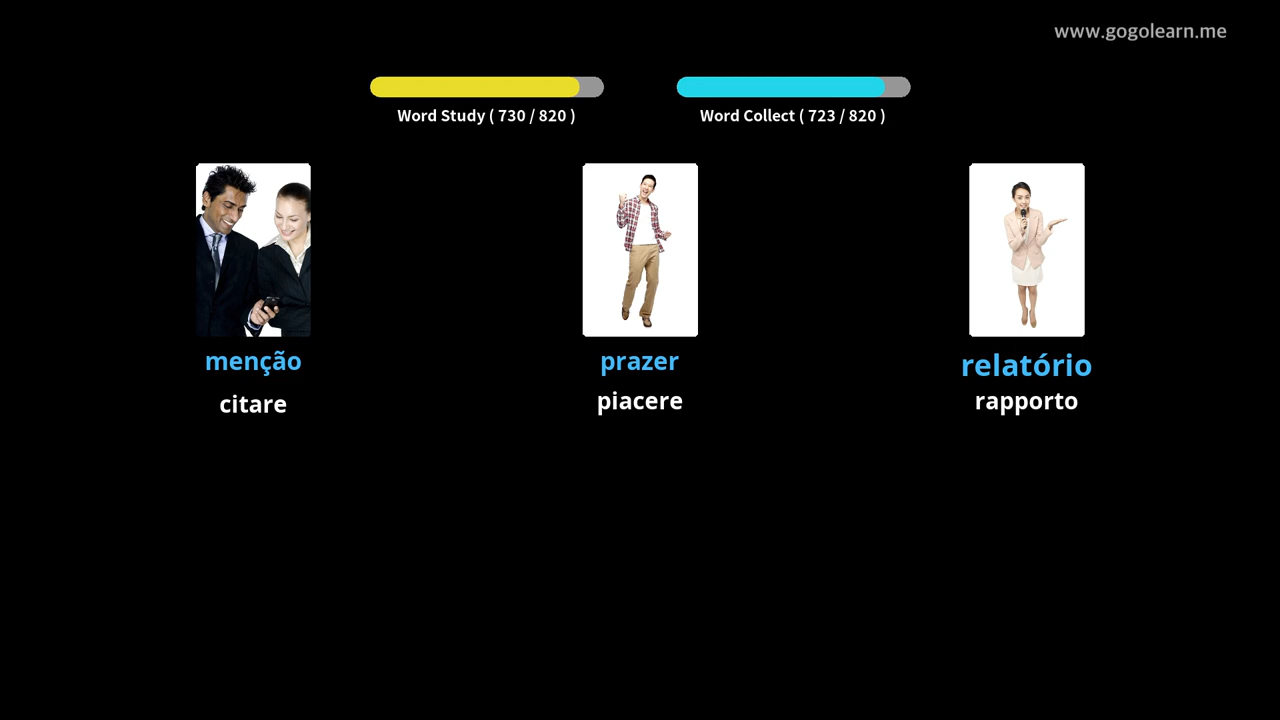 www.gogolearn.me
Word Study ( 730 / 820 )
Word Collect ( 723 / 820 )
menção
prazer
relatório
citare
piacere
rapporto